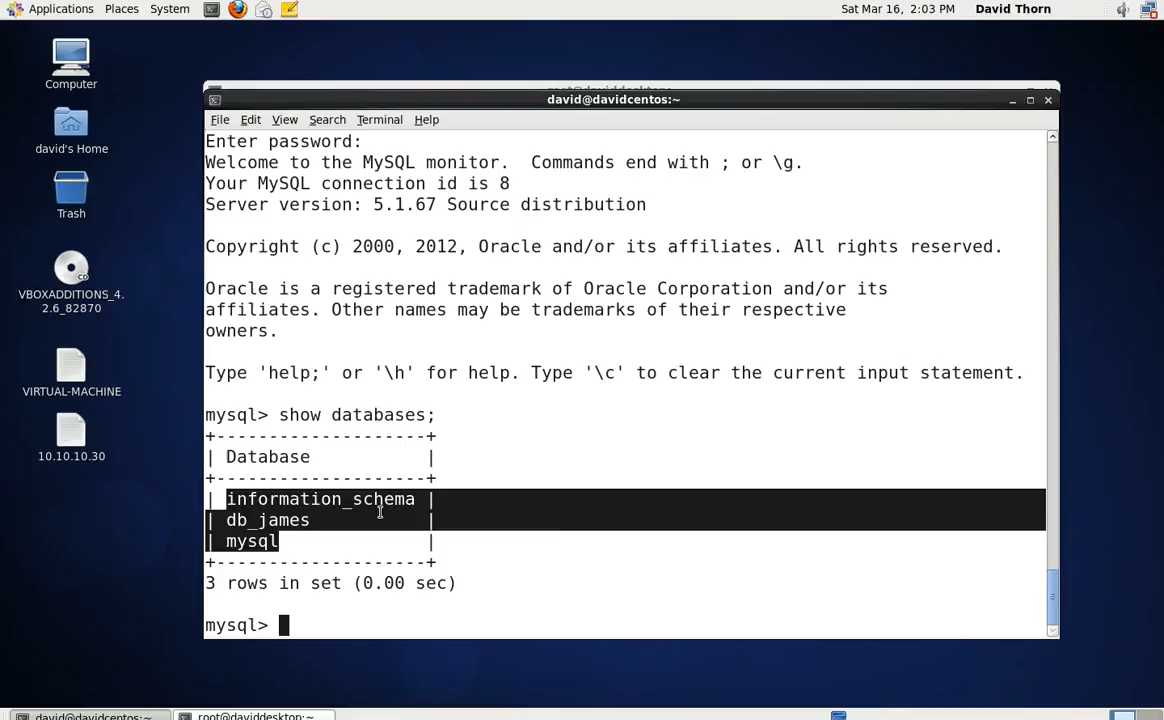 Applications Places System Sat Mar 16, 2:03 PM David Thorn
Computer
david's Home
Trash
VBOXADDITIONS_4.
2.6_82870
VIRTUAL-MACHINE
10.10.10.30
david@davidcentos:~
File Edit View Search Terminal Help
Enter password:
Welcome to the MySQL monitor.  Commands end with ; or \g.
Your MySQL connection id is 8
Server version: 5.1.67 Source distribution
Copyright (c) 2000, 2012, Oracle and/or its affiliates. All rights reserved.
Oracle is a registered trademark of Oracle Corporation and/or its
affiliates. Other names may be trademarks of their respective
owners.
Type 'help;' or '\h' for help. Type '\c' to clear the current input statement.
mysql> show databases;
+--------------------+
| Database           |
+--------------------+
| information_schema |
| db_james           |
| mysql              |
+--------------------+
3 rows in set (0.00 sec)
mysql>
david@davidcentos:~ root@daviddesktop:~